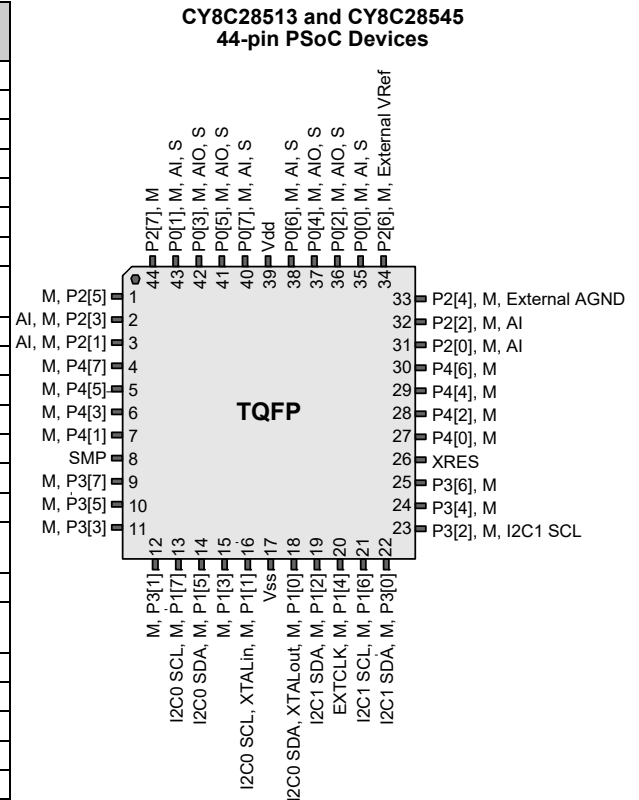 CY8C28513 and CY8C28545
44-pin PSoC Devices
P2[7], M
P0[1], M, AI, S
P0[3], M, AIO, S
P0[5], M, AIO, S
P0[7], M, AI, S
Vdd
P0[6], M, AI, S
P0[4], M, AIO, S
P0[2], M, AIO, S
P0[0], M, AI, S
P2[6], M, External VRef
44
43
42
41
40
39
38
37
36
35
34
M, P2[5] 1
AI, M, P2[3] 2
AI, M, P2[1] 3
M, P4[7] 4
M, P4[5] 5
M, P4[3] 6
M, P4[1] 7
SMP 8
M, P3[7] 9
M, P3[5] 10
M, P3[3] 11
TQFP
33 P2[4], M, External AGND
32 P2[2], M, AI
31 P2[0], M, AI
30 P4[6], M
29 P4[4], M
28 P4[2], M
27 P4[0], M
26 XRES
25 P3[6], M
24 P3[4], M
23 P3[2], M, I2C1 SCL
12
13
14
15
16
17
18
19
20
21
22
M, P3[1]
I2C0 SCL, M, P1[7]
I2C0 SDA, M, P1[5]
M, P1[3]
I2C0 SCL, XTALin, M, P1[1]
Vss
I2C0 SDA, XTALout, M, P1[0]
I2C1 SDA, M, P1[2]
EXTCLK, M, P1[4]
I2C1 SCL, M, P1[6]
I2C1 SDA, M, P3[0]